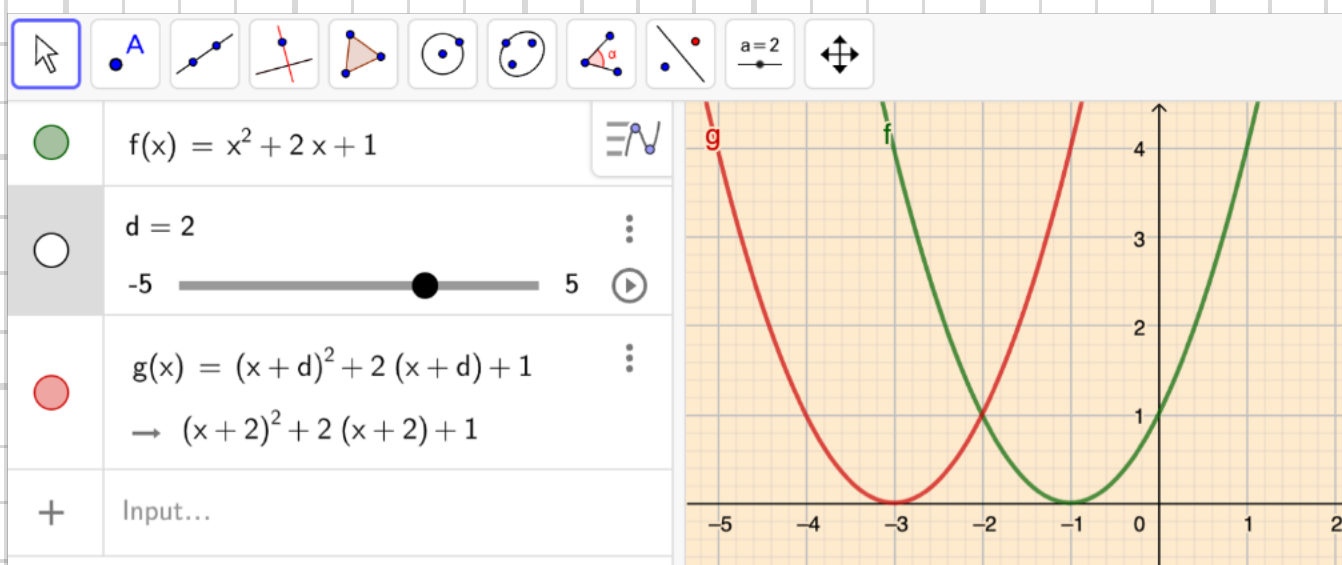 A
α
a=2
f(x) = x² + 2 x + 1
d = 2
-5 5
g(x) = (x + d)² + 2 (x + d) + 1
→ (x + 2)² + 2 (x + 2) + 1
+ Input...
g f
4
3
2
1
–5 –4 –3 –2 –1 0 1 2